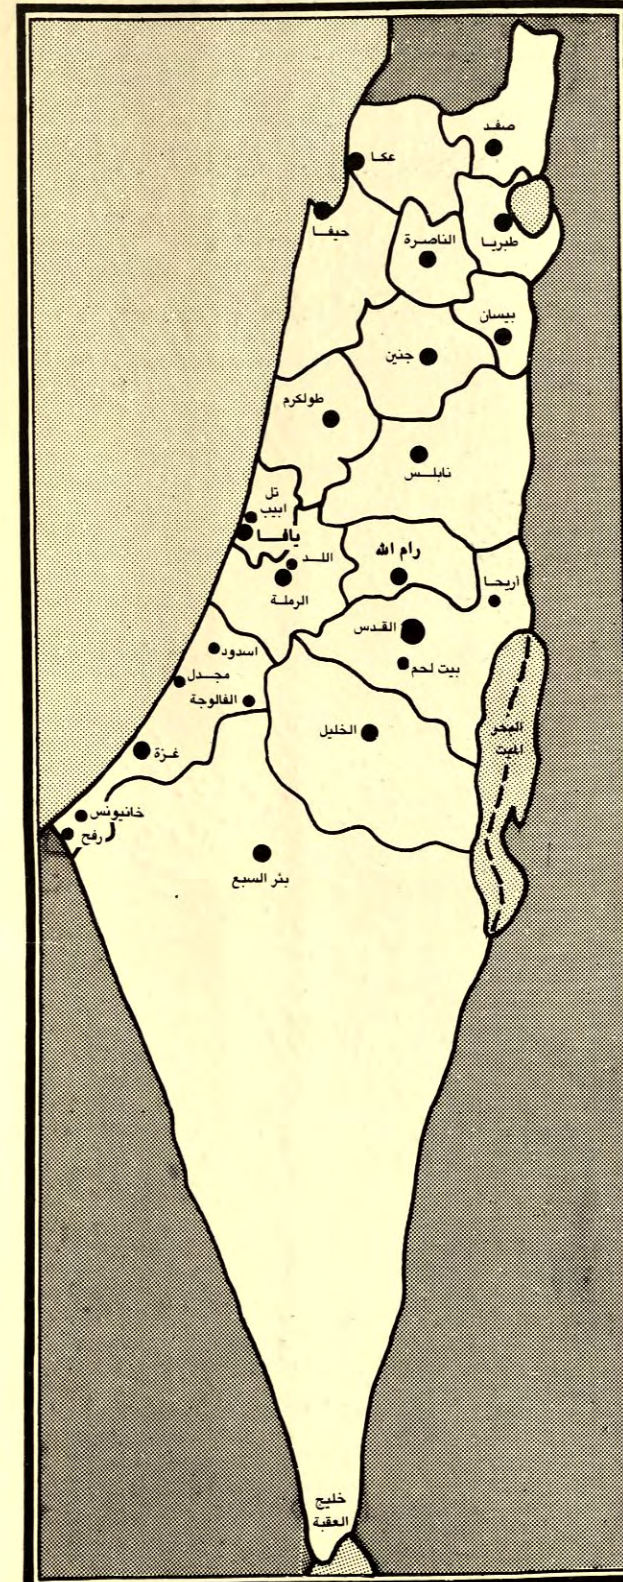 صفد
عكا
طبريا
حيفا
الناصرة
بيسان
جنين
طولكرم
نابلس
تل
ابيب
يافا
اللد
رام الله
الرملة
أريحا
القدس
اسدود
بيت لحم
مجدل
الفالوجة
الخليل
البحر
الميت
غزة
خانيونس
رفح
بئر السبع
خليج
العقبة